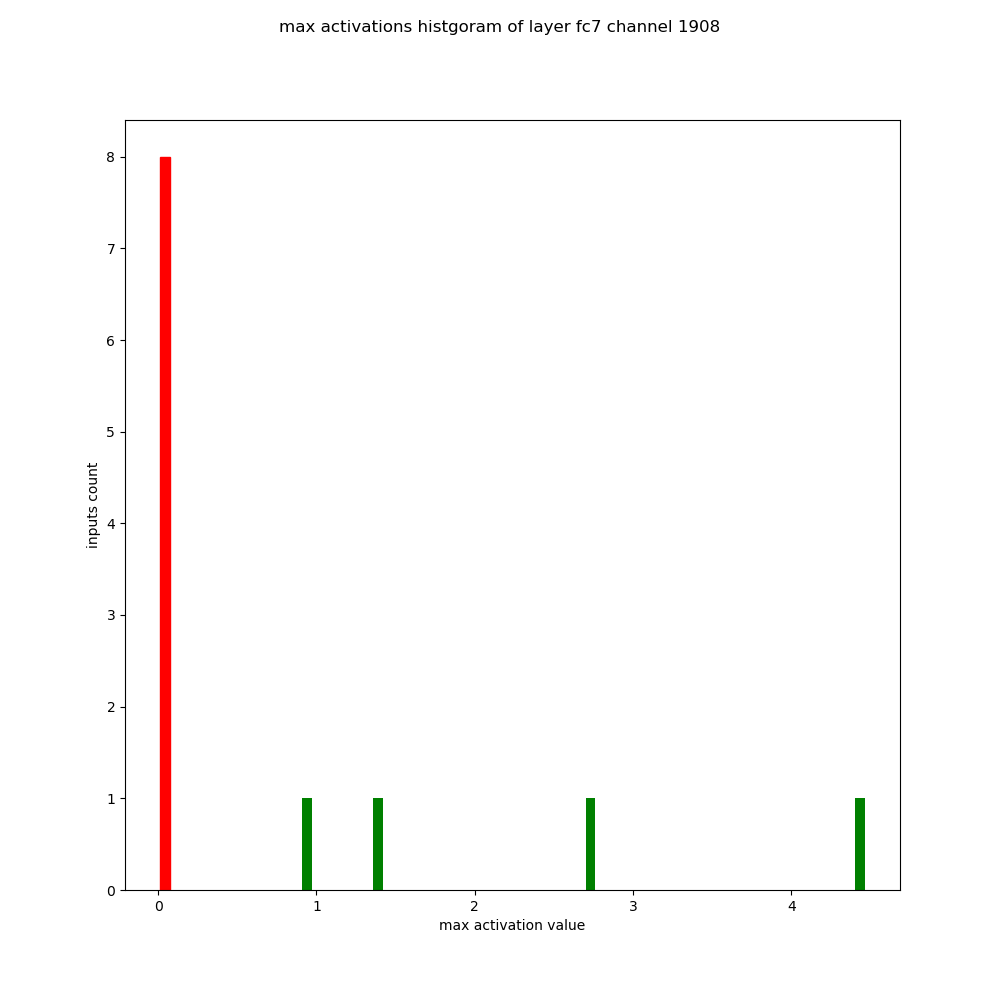 max activations histgoram of layer fc7 channel 1908
8
7
6
5
4
3
2
1
0
inputs count
0 1 2 3 4
max activation value